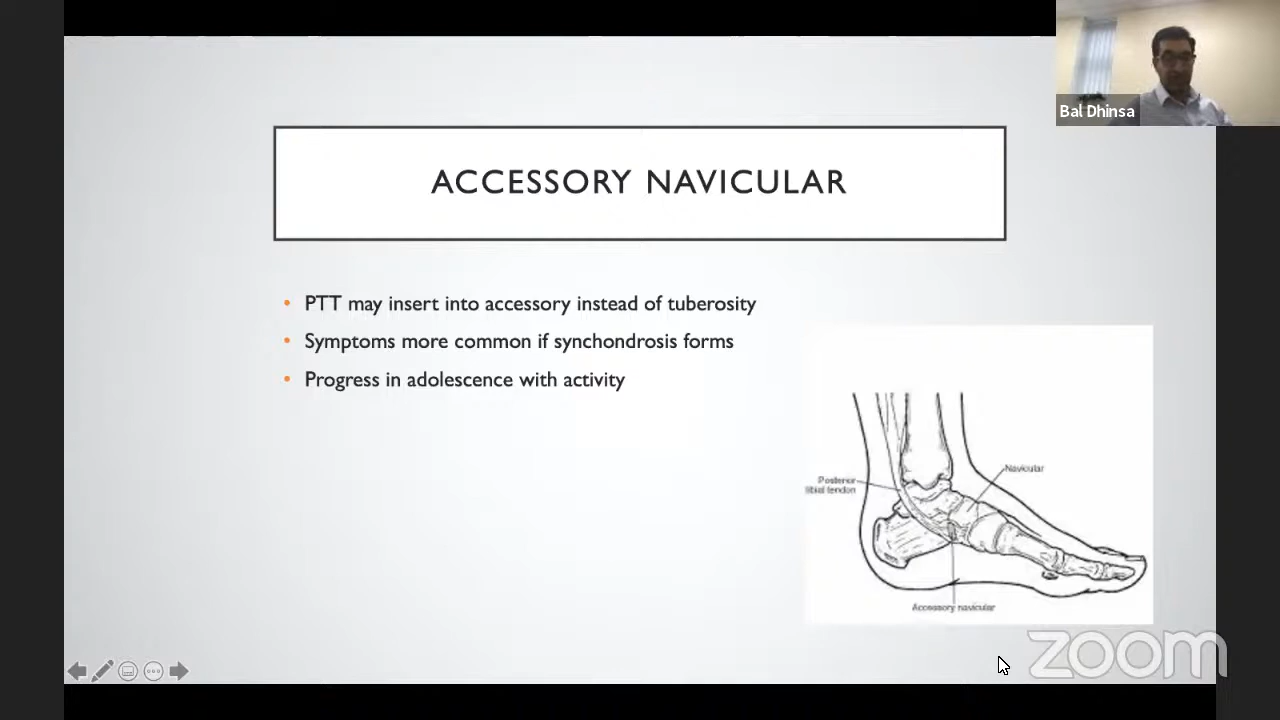 Bal Dhinsa
ACCESSORY NAVICULAR
• PTT may insert into accessory instead of tuberosity
• Symptoms more common if synchondrosis forms
• Progress in adolescence with activity
Navicular
Posterior
tibial tendon
Accessory navicular
zoom